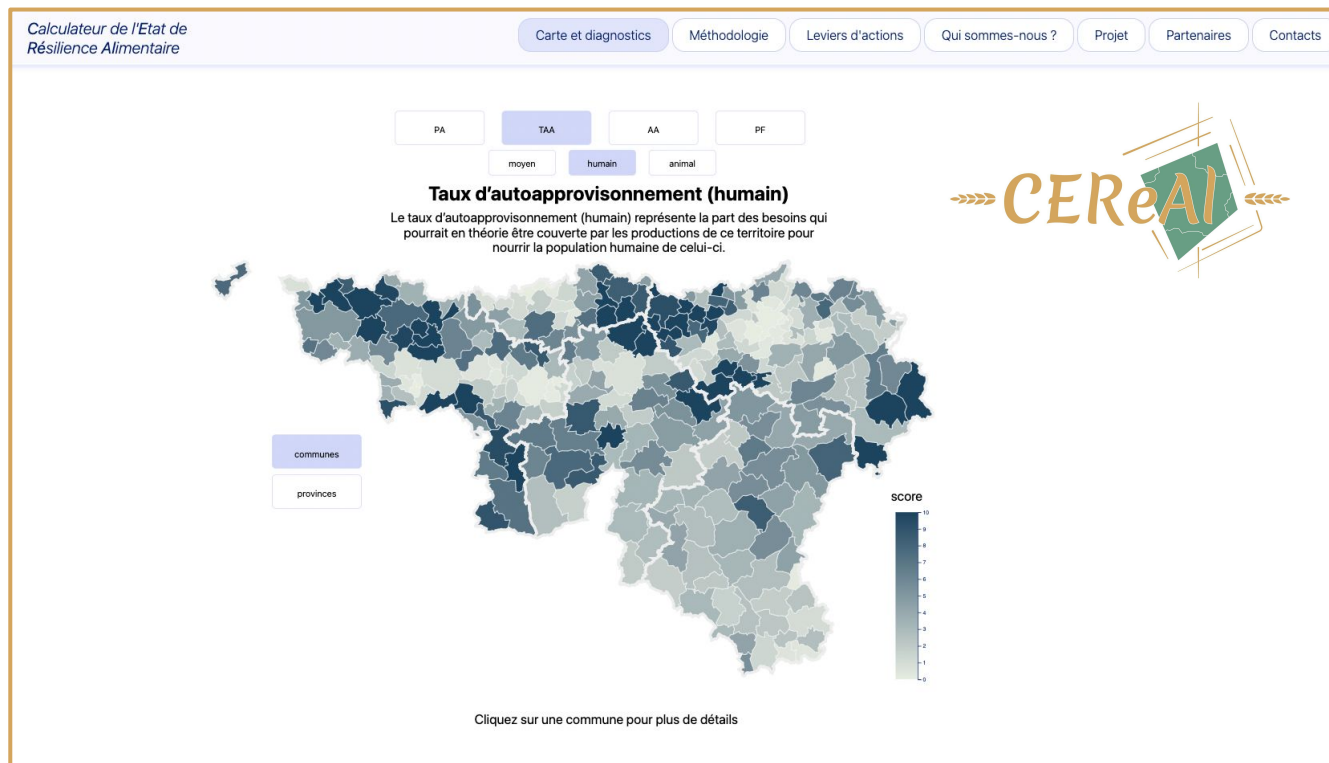 Calculateur de l'Etat de
Résilience Alimentaire
Carte et diagnostics
Méthodologie
Leviers d'actions
Qui sommes-nous ?
Projet
Partenaires
Contacts
PA
TAA
AA
PF
moyen
humain
animal
CEReAl
Taux d'autoapprovisonnement (humain)
Le taux d'autoapprovisonnement (humain) représente la part des besoins qui
pourrait en théorie être couverte par les productions de ce territoire pour
nourrir la population humaine de celui-ci.
communes
provinces
score
10
9
8
7
6
5
4
3
2
1
0
Cliquez sur une commune pour plus de détails